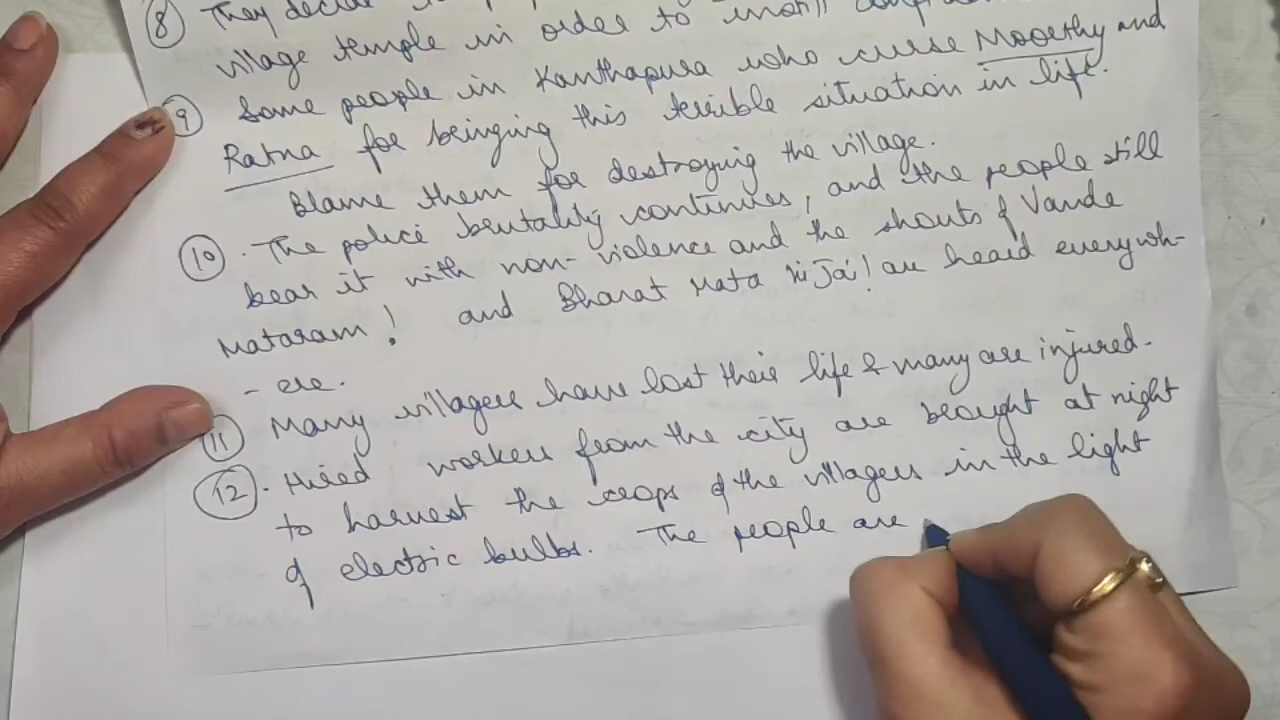 ⑧ They decide
village temple in order to instill
⑨ Some people in Kanthapura who curse Moorthy and
Ratna for bringing this terrible situation in life.
Blame them for destroying the village.
⑩. The police brutality continues, and the people still
bear it with non-violence and the shouts of Vande
Mataram! and Bharat Mata ki Jai! are heard everywh-
-ere.
⑪ Many villagers have lost their life & many are injured.
⑫. Hired workers from the city are brought at night
to harvest the crops of the villagers in the light
of electric bulbs. The people are